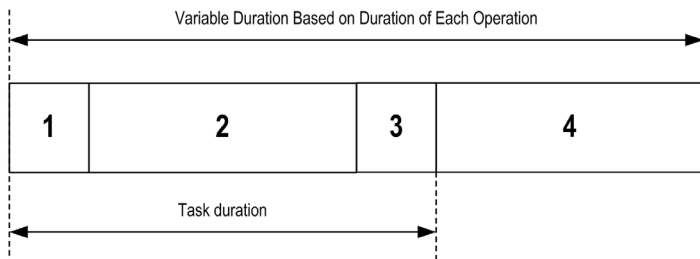 Variable Duration Based on Duration of Each Operation
1 2 3 4
Task duration